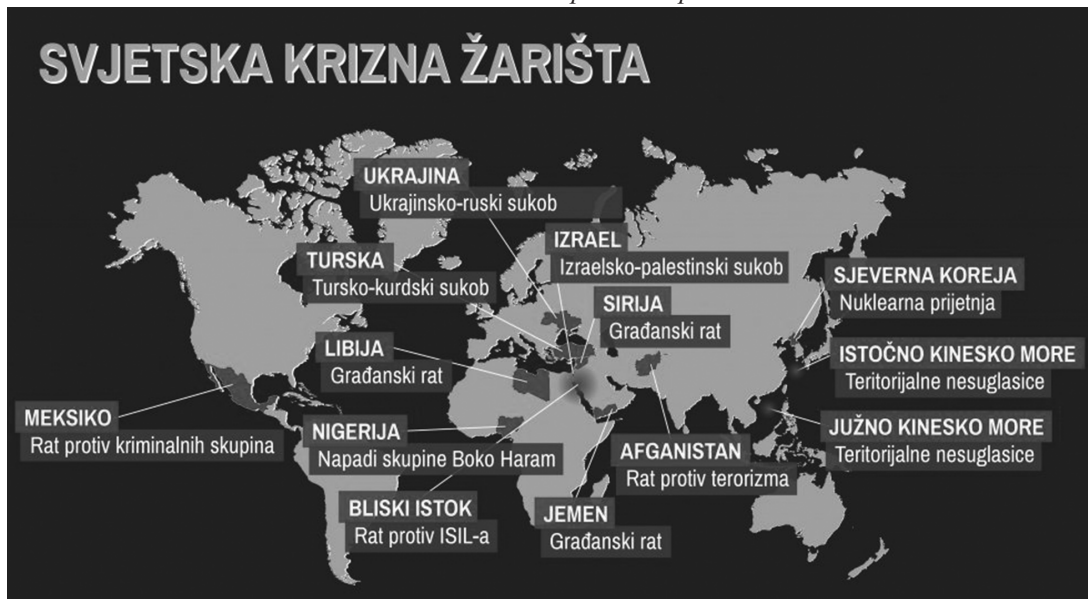 SVJETSKA KRIZNA ŽARIŠTA
UKRAJINA
Ukrajinsko-ruski sukob
IZRAEL
Izraelsko-palestinski sukob
TURSKA
Tursko-kurdski sukob
SIRIJA
Građanski rat
SJEVERNA KOREJA
Nuklearna prijetnja
LIBIJA
Građanski rat
ISTOČNO KINESKO MORE
Teritorijalne nesuglasice
MEKSIKO
Rat protiv kriminalnih skupina
NIGERIJA
Napadi skupine Boko Haram
AFGANISTAN
Rat protiv terorizma
JUŽNO KINESKO MORE
Teritorijalne nesuglasice
BLISKI ISTOK
Rat protiv ISIL-a
JEMEN
Građanski rat